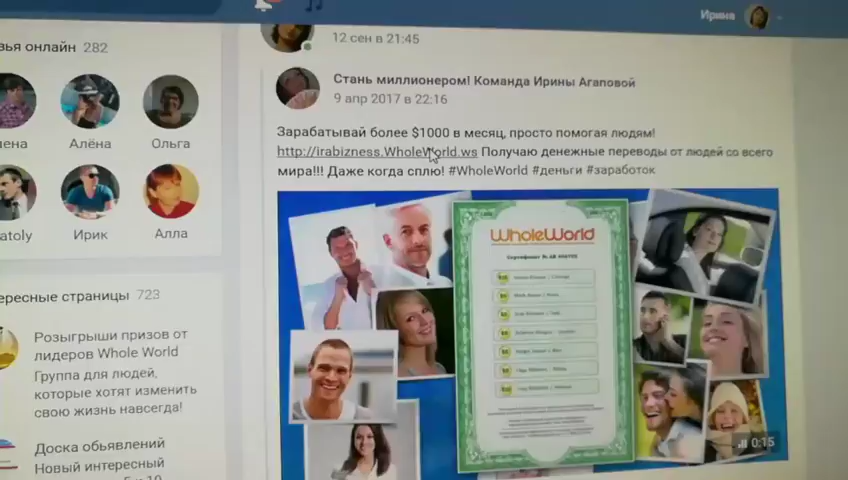 Ирина
зья онлайн 282
12 сен в 21:45
Стань миллионером! Команда Ирины Агаповой
9 апр 2017 в 22:16
Зарабатывай более $1000 в месяц, просто помогая людям!
http://irabizness.WholeWorld.ws Получаю денежные переводы от людей со всего
мира!!! Даже когда сплю! #WholeWorld #деньги #заработок
ена Алёна Ольга
atoly Ирик Алла
ересные страницы 723
Розыгрыши призов от
лидеров Whole World
Группа для людей,
которые хотят изменить
свою жизнь навсегда!
Доска обьявлений
Новый интересный
WholeWorld
Сертификат
0:15